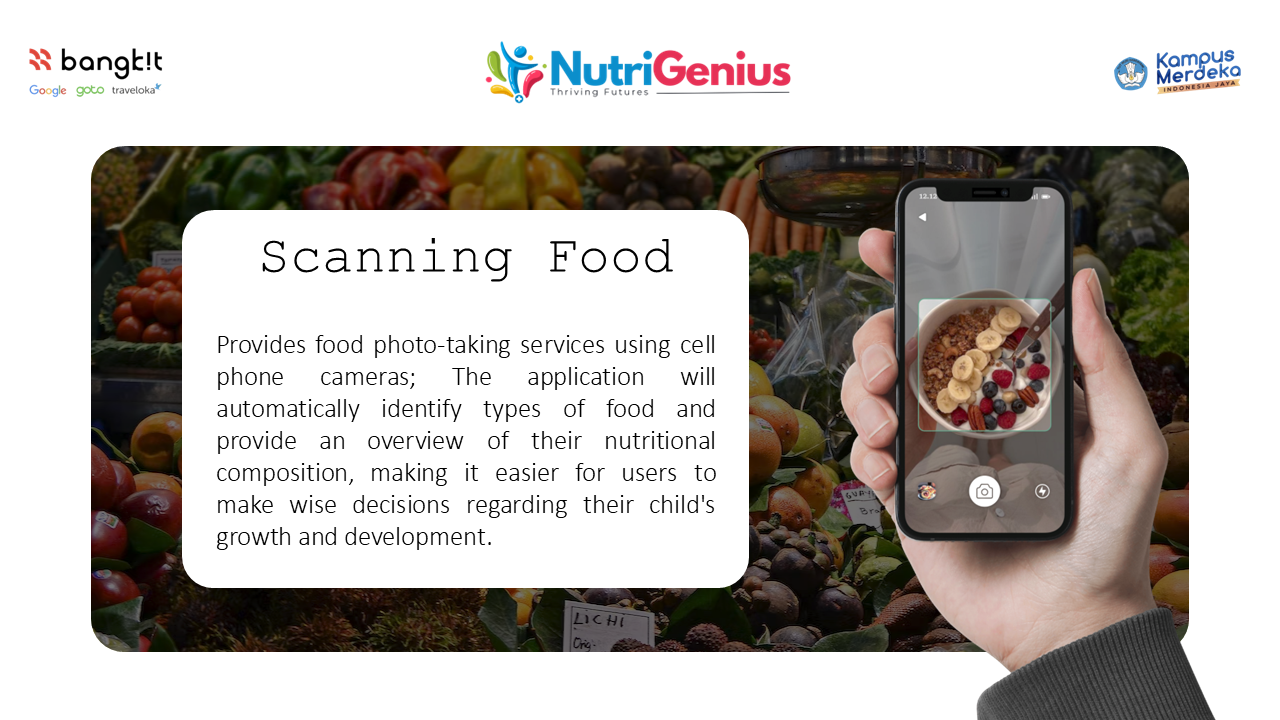 bangk!t
Google goto traveloka
NutriGenius
Thriving Futures
Kampus
Merdeka
INDONESIA JAYA
Scanning Food
Provides food photo-taking services using cell
phone cameras; The application will
automatically identify types of food and
provide an overview of their nutritional
composition, making it easier for users to
make wise decisions regarding their child's
growth and development.
LICHI
Orig.